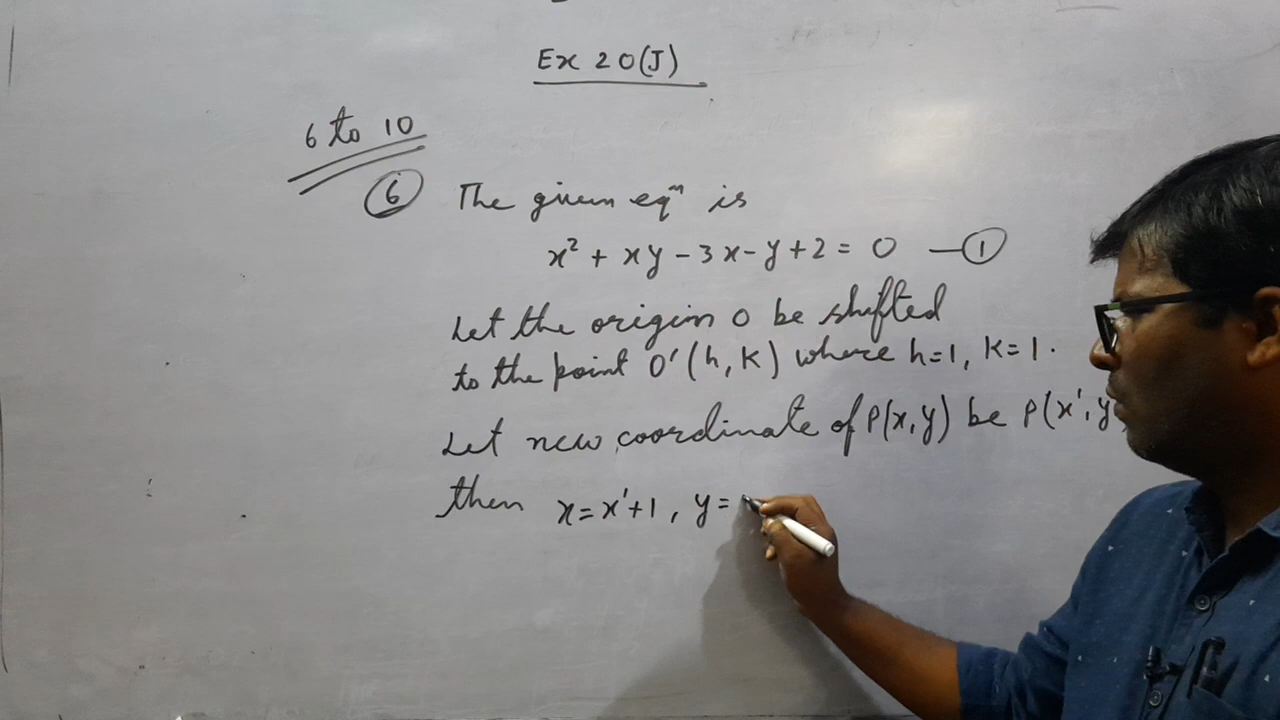 Ex 20(J)
6 to 10
6 The given eqⁿ is
x² + xy - 3x - y + 2 = 0 — 1
Let the origin O be shifted
to the point O'(h, k) where h=1, k=1.
Let new coordinate of P(x,y) be P(x', y
then x = x'+1, y =